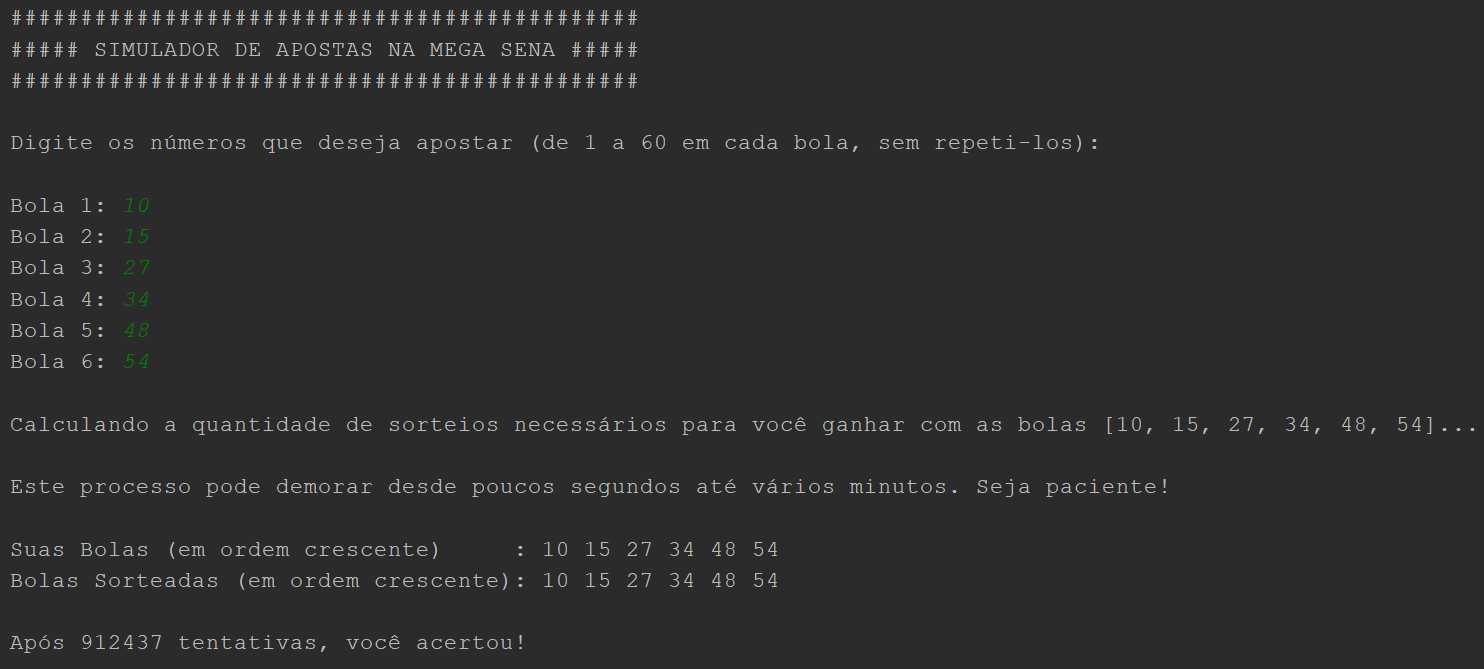 #############################################
##### SIMULADOR DE APOSTAS NA MEGA SENA #####
#############################################
Digite os números que deseja apostar (de 1 a 60 em cada bola, sem repeti-los):
Bola 1: 10
Bola 2: 15
Bola 3: 27
Bola 4: 34
Bola 5: 48
Bola 6: 54
Calculando a quantidade de sorteios necessários para você ganhar com as bolas [10, 15, 27, 34, 48, 54]...
Este processo pode demorar desde poucos segundos até vários minutos. Seja paciente!
Suas Bolas (em ordem crescente)     : 10 15 27 34 48 54
Bolas Sorteadas (em ordem crescente): 10 15 27 34 48 54
Após 912437 tentativas, você acertou!